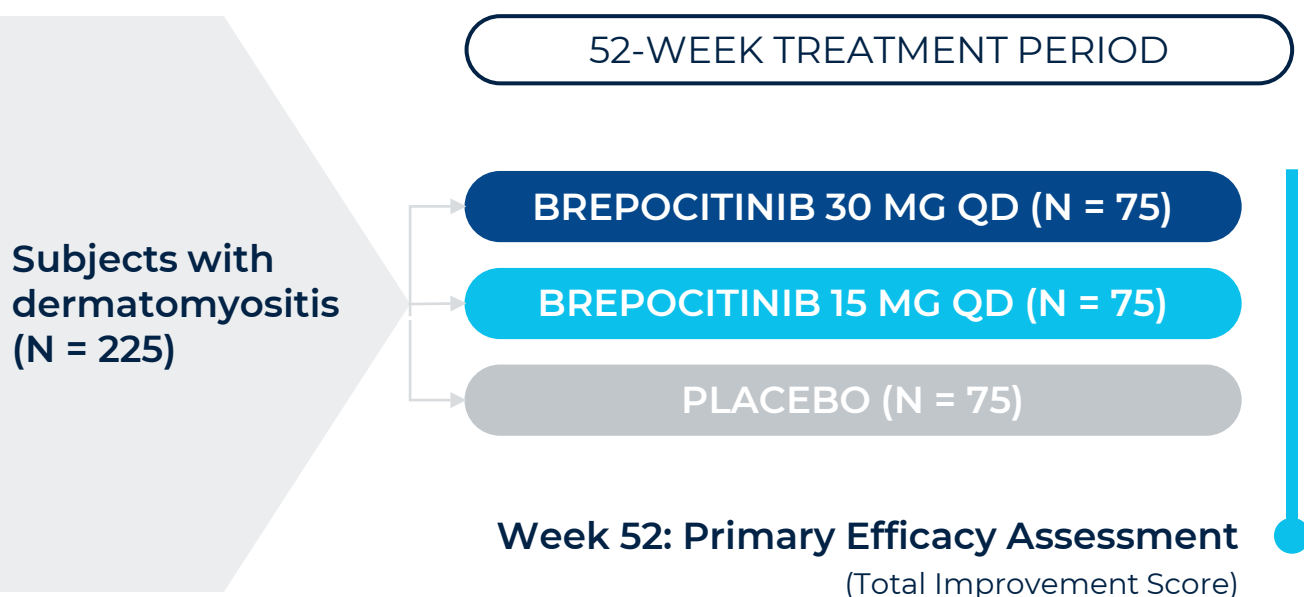 52-WEEK TREATMENT PERIOD
Subjects with
dermatomyositis
(N = 225)
BREPOCITINIB 30 MG QD (N = 75)
BREPOCITINIB 15 MG QD (N = 75)
PLACEBO (N = 75)
Week 52: Primary Efficacy Assessment
(Total Improvement Score)